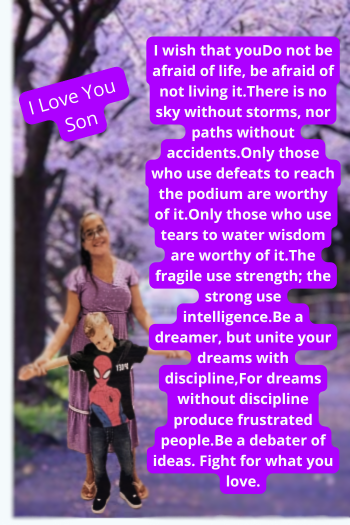 I Love You
Son
I wish that youDo not be
afraid of life, be afraid of
not living it.There is no
sky without storms, nor
paths without
accidents.Only those
who use defeats to reach
the podium are worthy
of it.Only those who use
tears to water wisdom
are worthy of it.The
fragile use strength; the
strong use
intelligence.Be a
dreamer, but unite your
dreams with
discipline,For dreams
without discipline
produce frustrated
people.Be a debater of
ideas. Fight for what you
love.